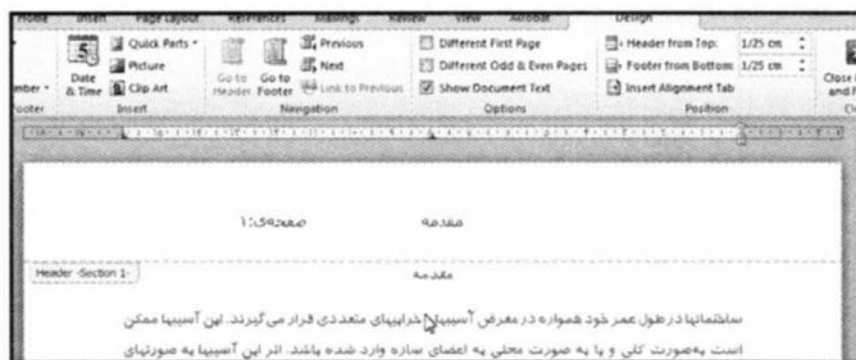 Home Insert Page Layout References Mailings Review View Acrobat Design
Date & Time
Quick Parts
Picture
Clip Art
Insert
Go to Header
Go to Footer
Previous
Next
Link to Previous
Navigation
Different First Page
Different Odd & Even Pages
Show Document Text
Options
Header from Top: 1/25 cm
Footer from Bottom: 1/25 cm
Insert Alignment Tab
Position
مقدمه صفحه‌ی:۱
Header -Section 1-
مقدمه
ساختمانها در طول عمر خود همواره در معرض آسیبها خرابیهای متعددی قرار می گیرند. این آسیبها ممکن
است به‌صورت کلی و یا به صورت محلی به اعضای سازه وارد شده باشد. اثر این آسیبها به صورتهای